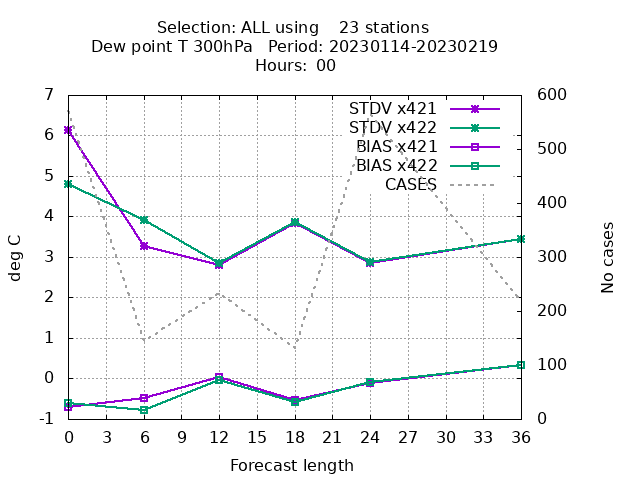 Selection: ALL using 23 stations
Dew point T 300hPa Period: 20230114-20230219
Hours: 00
STDV x421
STDV x422
BIAS x421
BIAS x422
CASES
7
6
5
4
3
2
1
0
-1
600
500
400
300
200
100
0
deg C
No cases
0 3 6 9 12 15 18 21 24 27 30 33 36
Forecast length